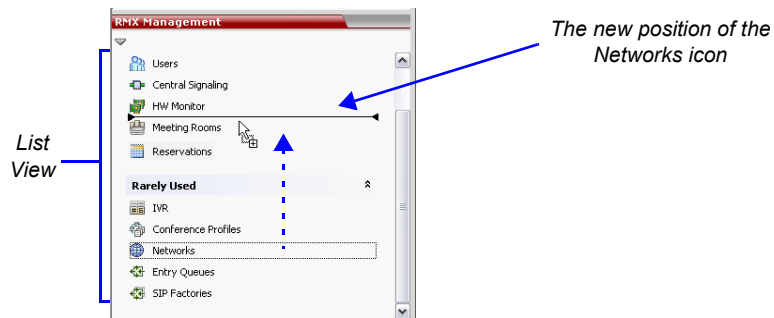 RMX Management
The new position of the
Networks icon
Users
Central Signaling
HW Monitor
Meeting Rooms
Reservations
List
View
Rarely Used
IVR
Conference Profiles
Networks
Entry Queues
SIP Factories